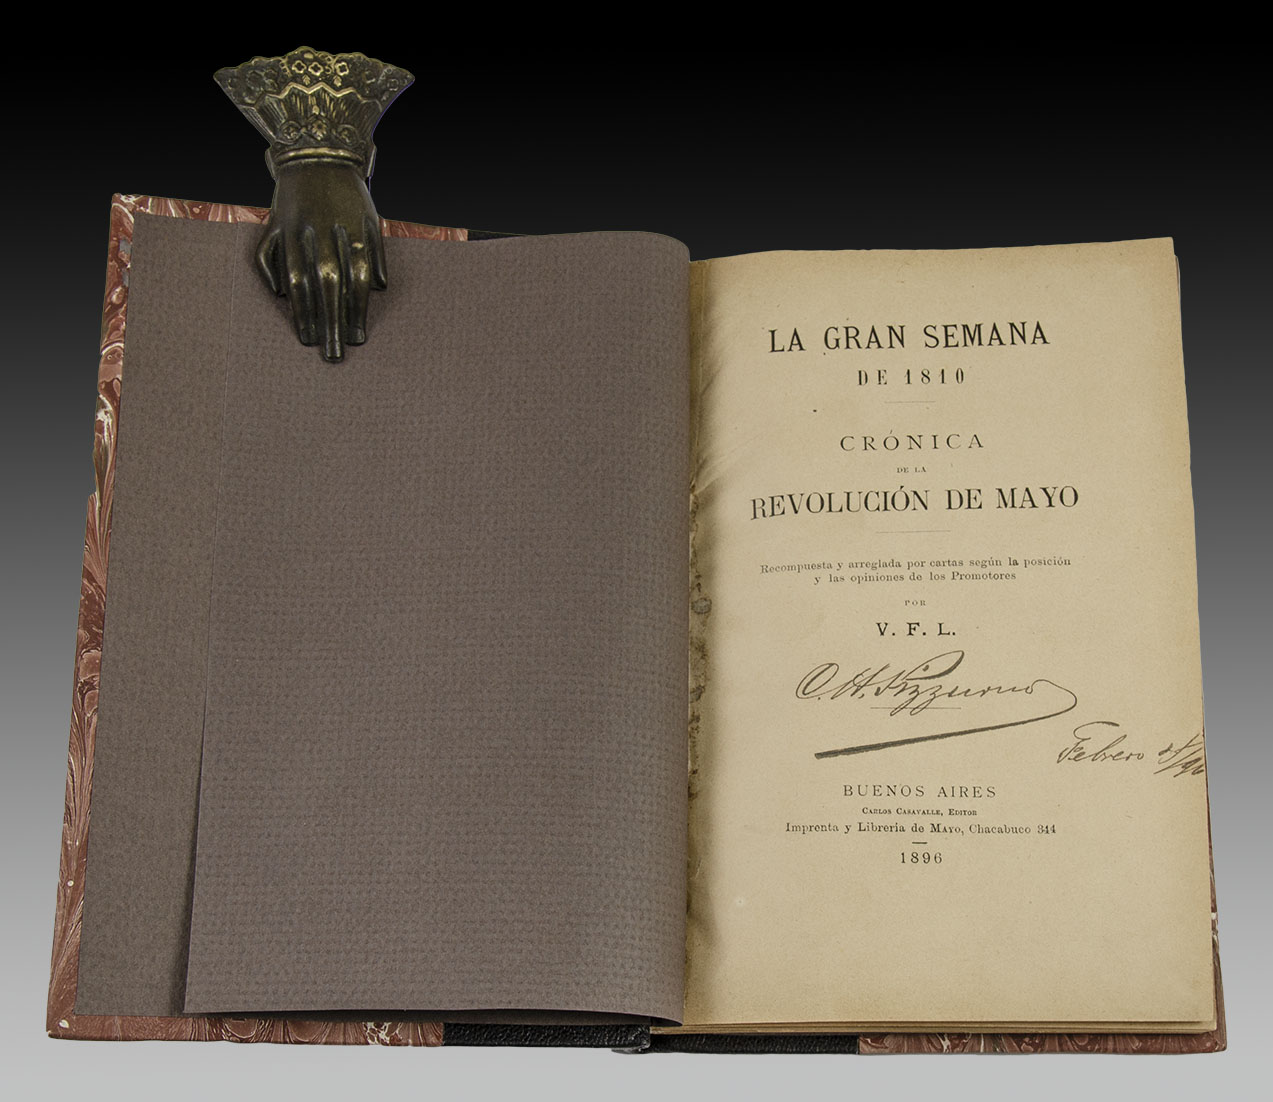 LA GRAN SEMANA
DE 1810
CRÓNICA
DE LA
REVOLUCIÓN DE MAYO
Recompuesta y arreglada por cartas según la posición
y las opiniones de los Promotores
POR
V. F. L.
C. H. Pizzurno
Febrero
BUENOS AIRES
CARLOS CASAVALLE, EDITOR
Imprenta y Librería de MAYO, Chacabuco 344
1896